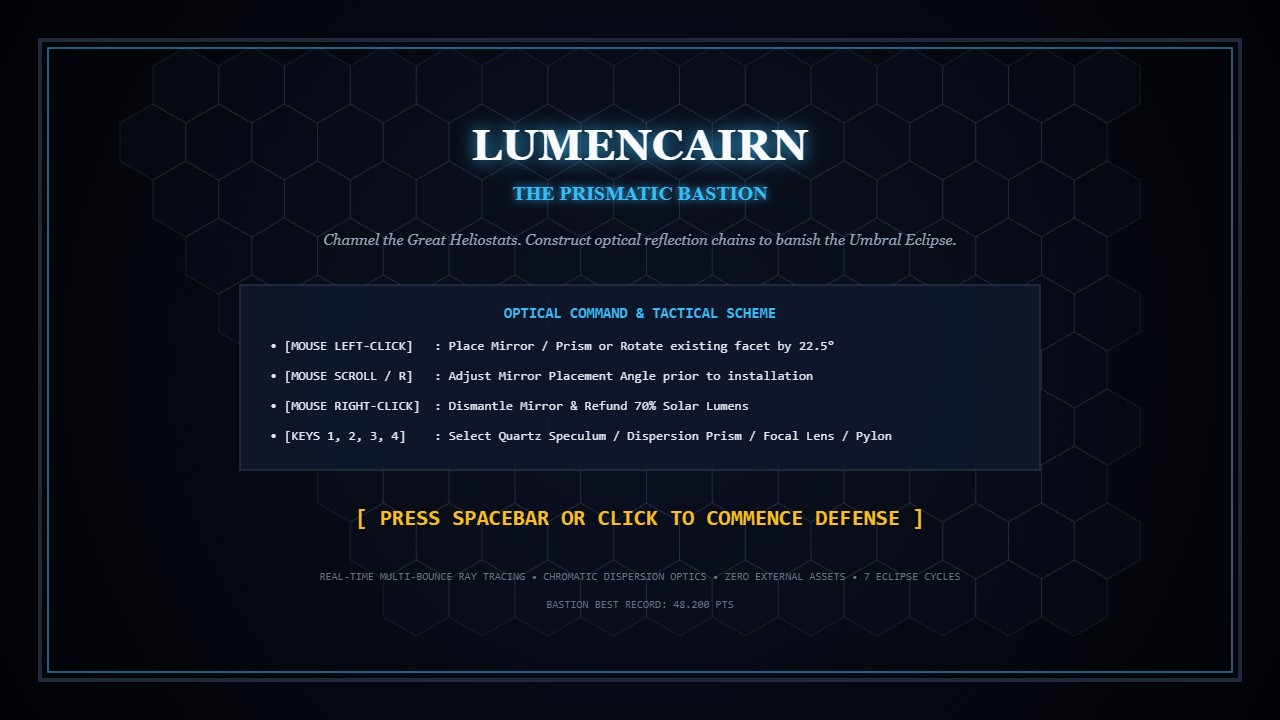 LUMENCAIRN
THE PRISMATIC BASTION
Channel the Great Heliostats. Construct optical reflection chains to banish the Umbral Eclipse.
OPTICAL COMMAND & TACTICAL SCHEME
• [MOUSE LEFT-CLICK] : Place Mirror / Prism or Rotate existing facet by 22.5°
• [MOUSE SCROLL / R] : Adjust Mirror Placement Angle prior to installation
• [MOUSE RIGHT-CLICK] : Dismantle Mirror & Refund 70% Solar Lumens
• [KEYS 1, 2, 3, 4] : Select Quartz Speculum / Dispersion Prism / Focal Lens / Pylon
[ PRESS SPACEBAR OR CLICK TO COMMENCE DEFENSE ]
REAL-TIME MULTI-BOUNCE RAY TRACING • CHROMATIC DISPERSION OPTICS • ZERO EXTERNAL ASSETS • 7 ECLIPSE CYCLES
BASTION BEST RECORD: 48.200 PTS